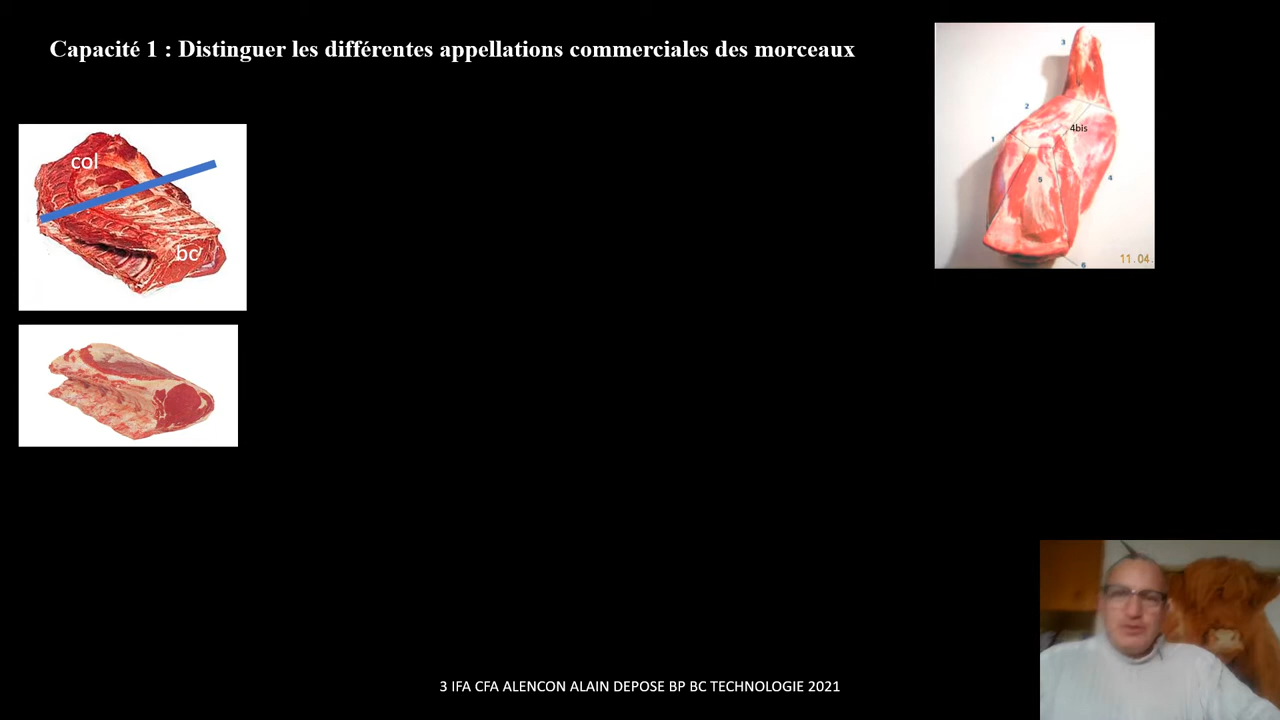 Capacité 1 : Distinguer les différentes appellations commerciales des morceaux
col
bc
3
2
4bis
1
5
4
6
11.04.
3 IFA CFA ALENCON ALAIN DEPOSE BP BC TECHNOLOGIE 2021